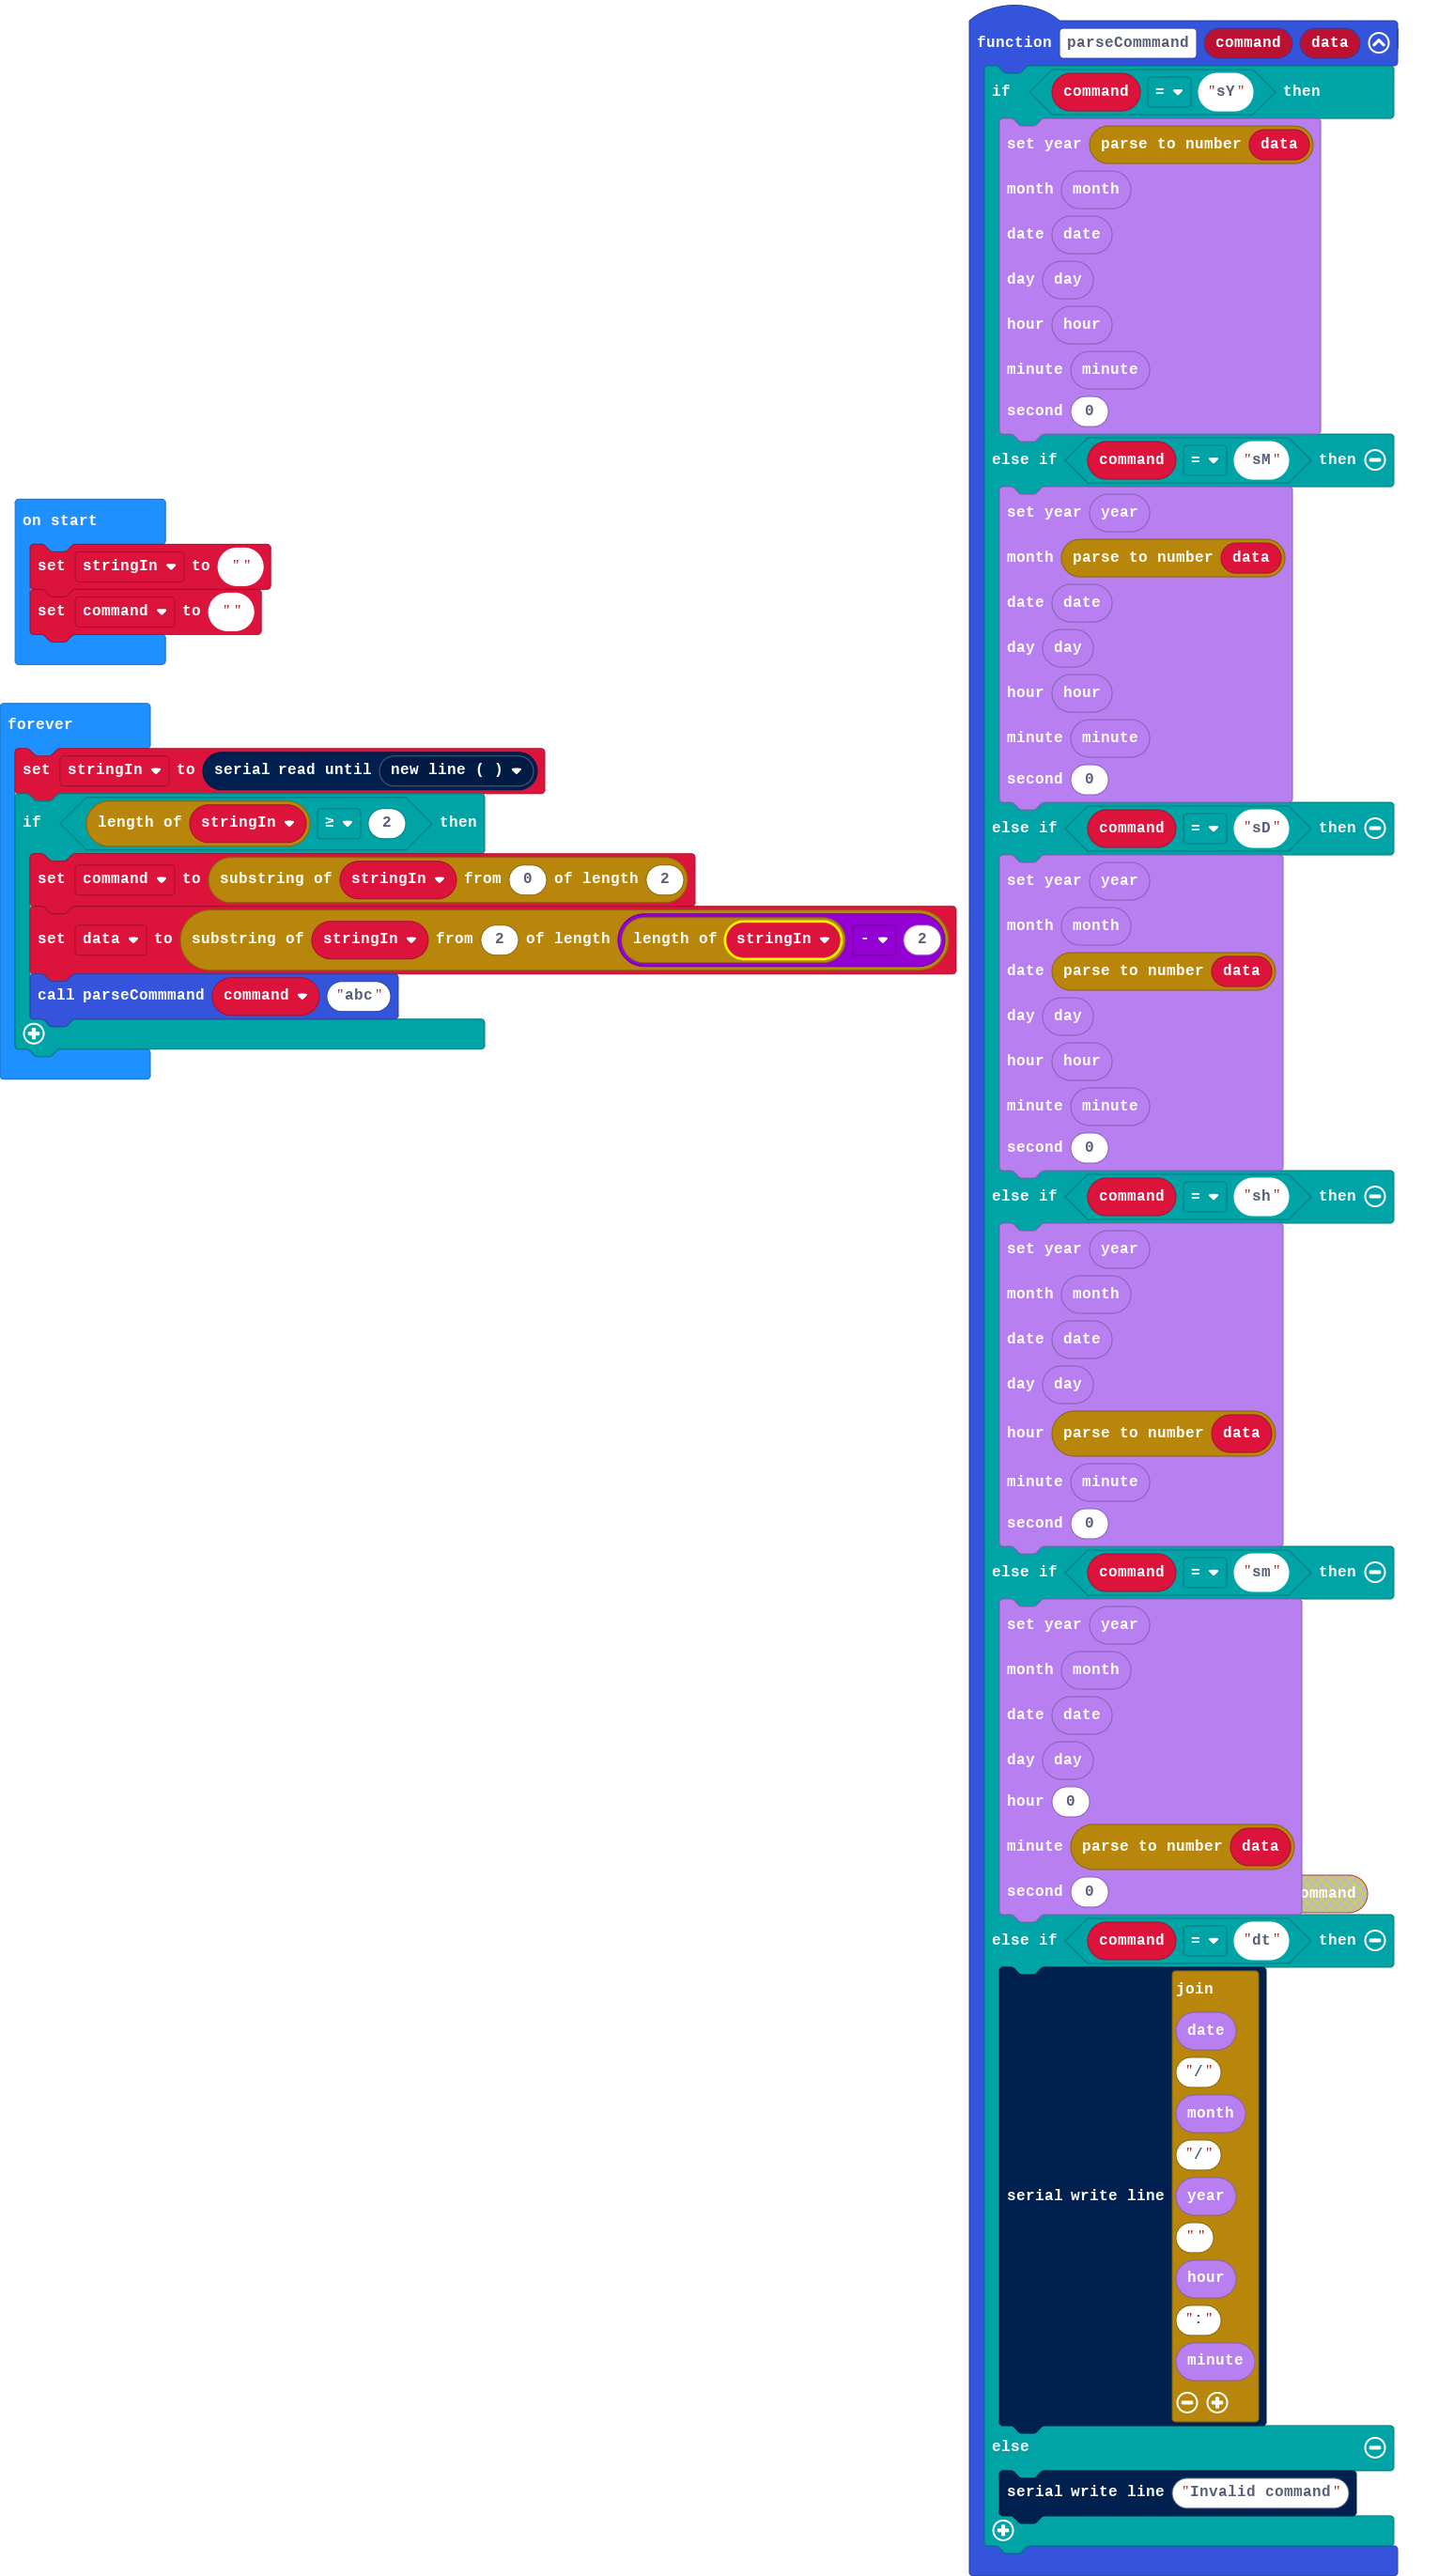 on start
set stringIn to " "
set command to " "
forever
set stringIn to serial read until new line ( )
if length of stringIn ≥ 2 then
set command to substring of stringIn from 0 of length 2
set data to substring of stringIn from 2 of length length of stringIn - 2
call parseCommmand command "abc"
function parseCommmand command data
if command = "sY" then
set year parse to number data
month month
date date
day day
hour hour
minute minute
second 0
else if command = "sM" then
set year year
month parse to number data
date date
day day
hour hour
minute minute
second 0
else if command = "sD" then
set year year
month month
date parse to number data
day day
hour hour
minute minute
second 0
else if command = "sh" then
set year year
month month
date date
day day
hour parse to number data
minute minute
second 0
else if command = "sm" then
set year year
month month
date date
day day
hour 0
minute parse to number data
second 0
ommand
else if command = "dt" then
join
date
"/"
month
"/"
serial write line year
" "
hour
":"
minute
else
serial write line "Invalid command"